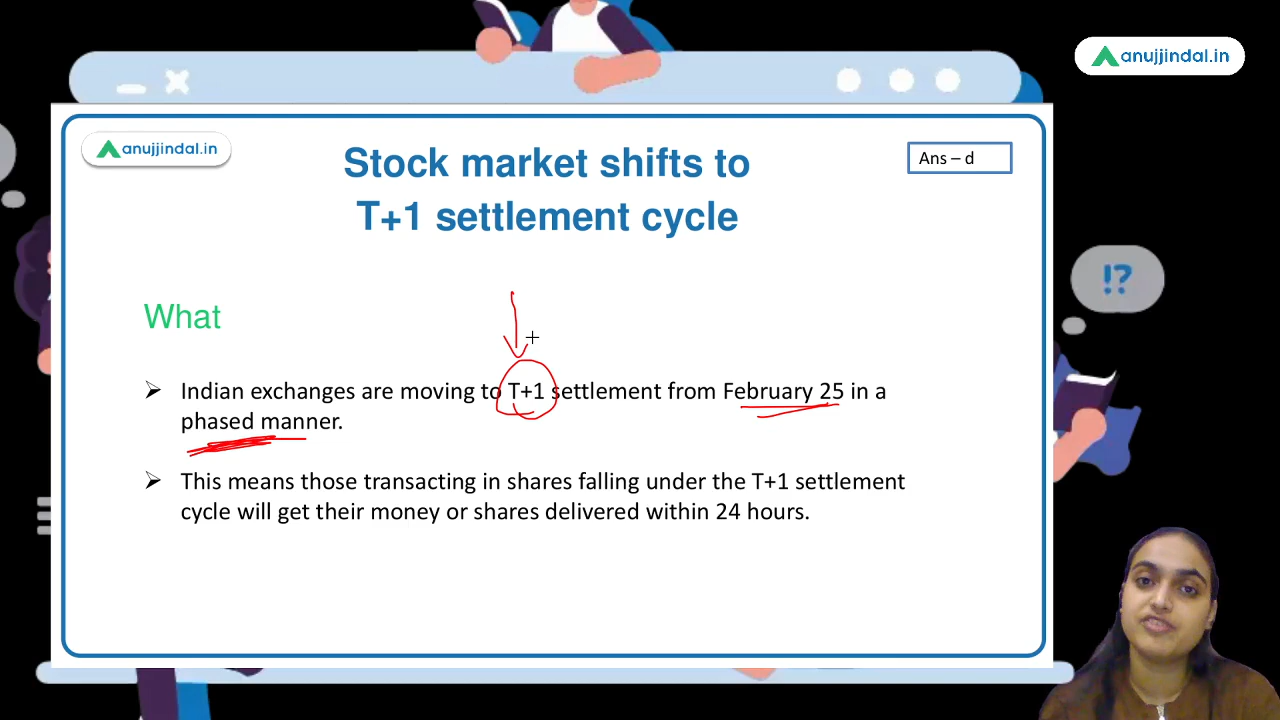 anujjindal.in
anujjindal.in
Stock market shifts to
T+1 settlement cycle
Ans – d
!?
What
Indian exchanges are moving to T+1 settlement from February 25 in a
phased manner.
This means those transacting in shares falling under the T+1 settlement
cycle will get their money or shares delivered within 24 hours.